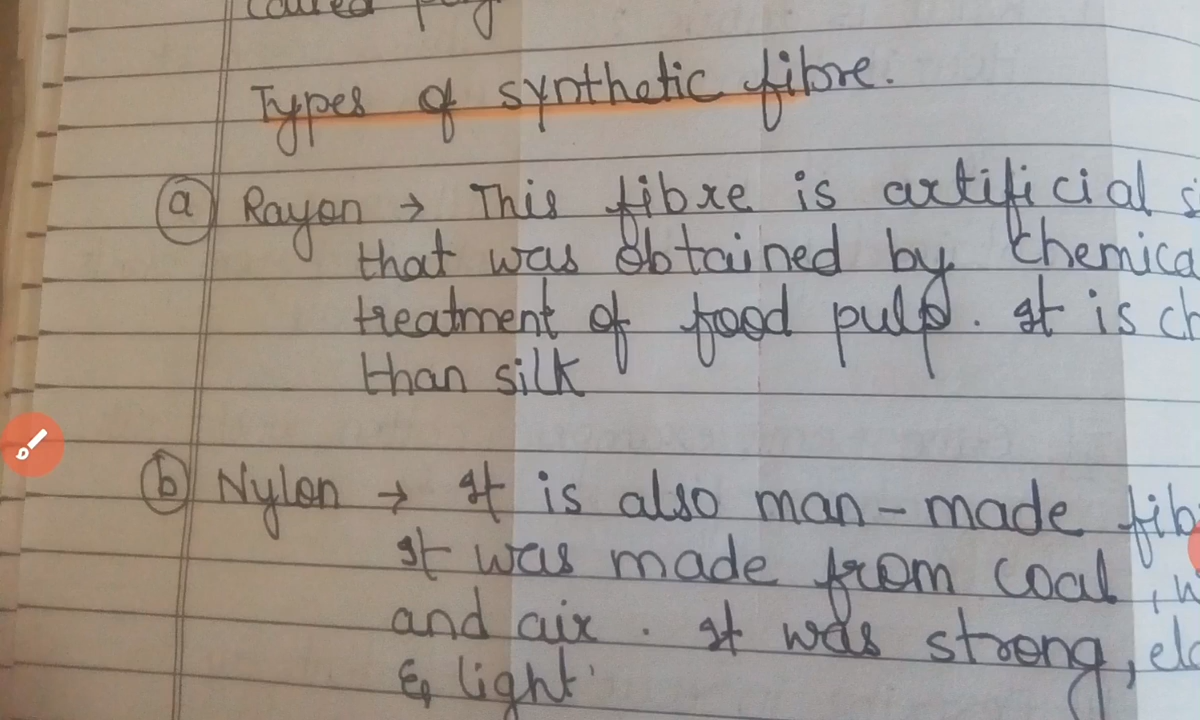 Types of synthetic fibre.
(a) Rayon → This fibre is artificial
that was obtained by
treatment of food pulp. It is
than silk
(b) Nylon → It is also man-made
It was made from coal,
and air. It was strong,
& light